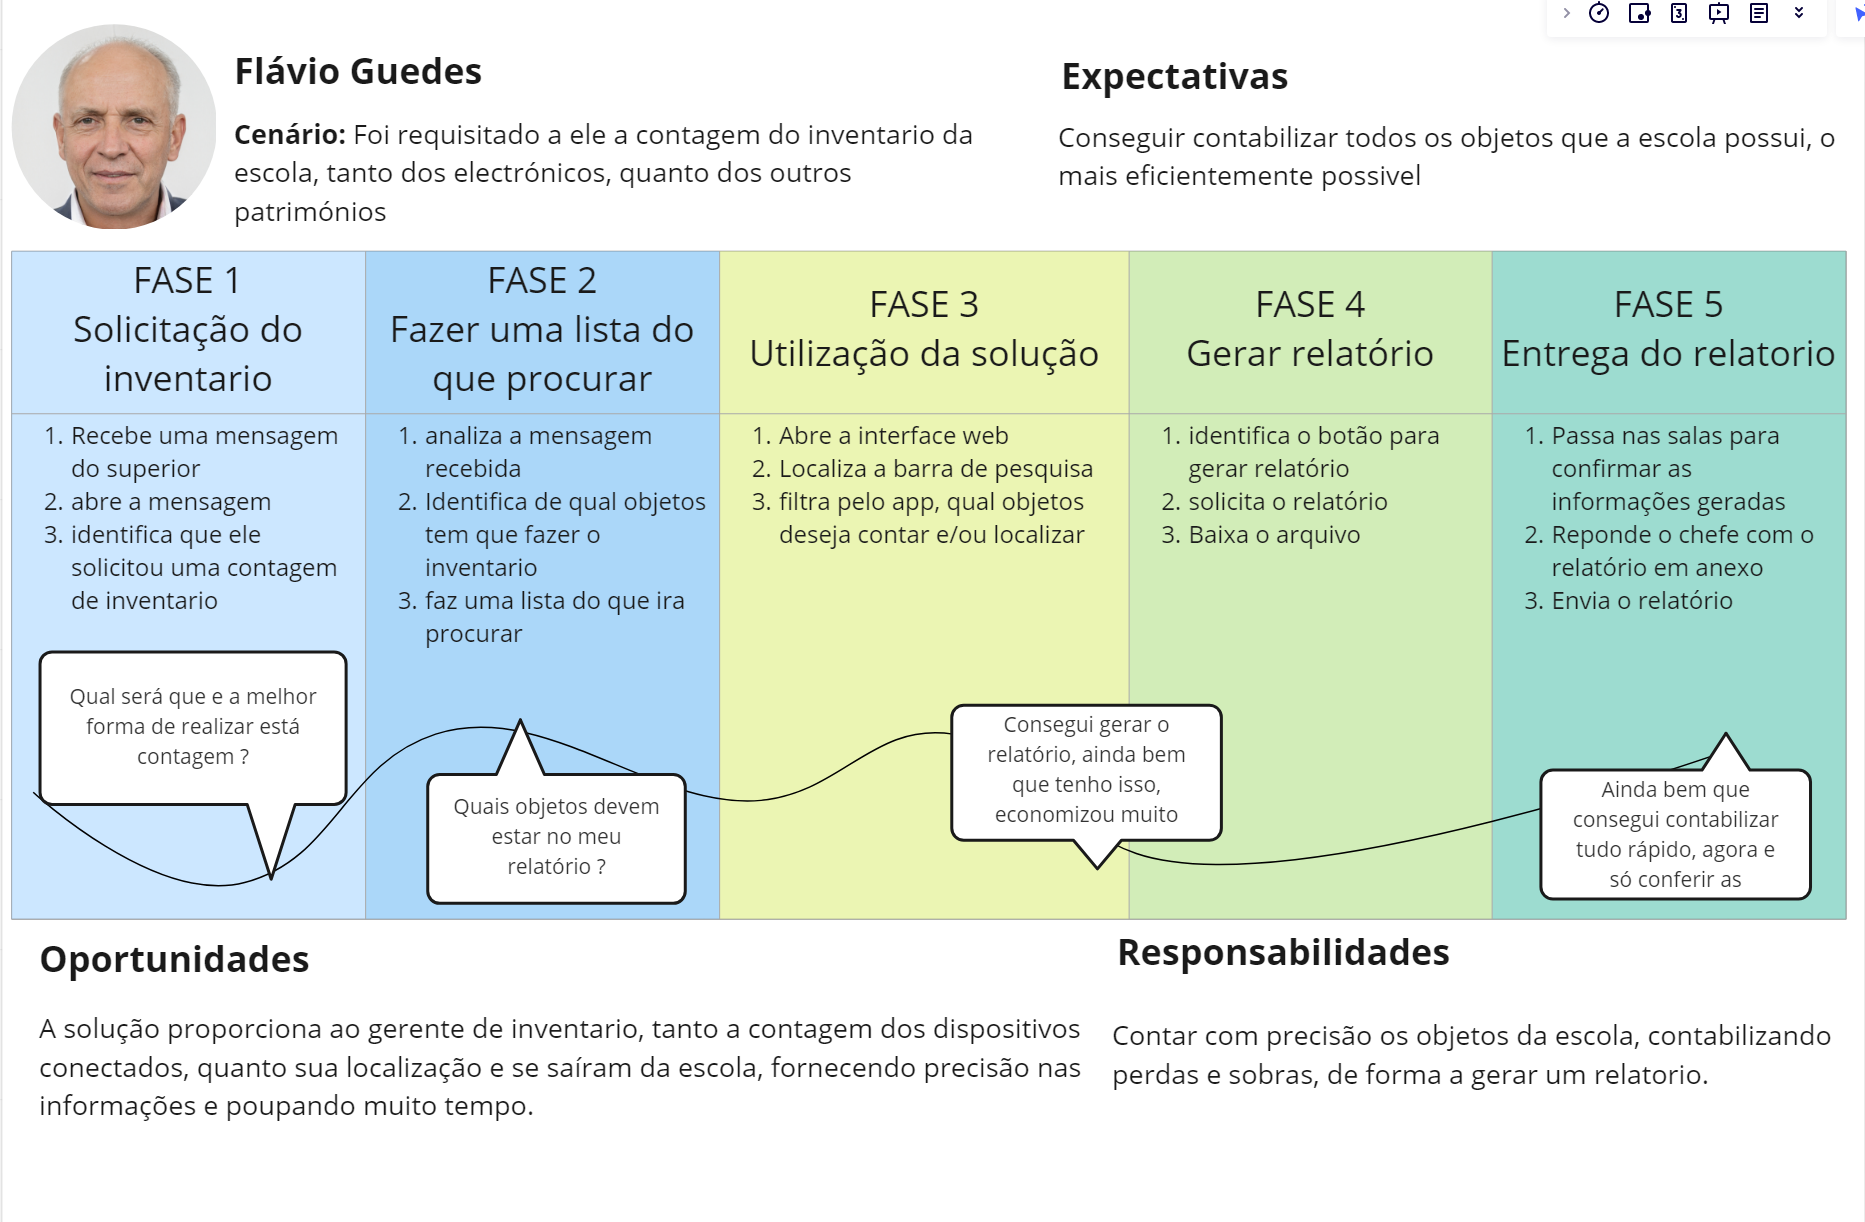 Flávio Guedes
Cenário: Foi requisitado a ele a contagem do inventario da
escola, tanto dos electrónicos, quanto dos outros
patrimónios
Expectativas
Conseguir contabilizar todos os objetos que a escola possui, o
mais eficientemente possivel
FASE 1
Solicitação do
inventario
1. Recebe uma mensagem
do superior
2. abre a mensagem
3. identifica que ele
solicitou uma contagem
de inventario
Qual será que e a melhor
forma de realizar está
contagem ?
FASE 2
Fazer uma lista do
que procurar
1. analiza a mensagem
recebida
2. Identifica de qual objetos
tem que fazer o
inventario
3. faz uma lista do que ira
procurar
Quais objetos devem
estar no meu
relatório ?
FASE 3
Utilização da solução
1. Abre a interface web
2. Localiza a barra de pesquisa
3. filtra pelo app, qual objetos
deseja contar e/ou localizar
Consegui gerar o
relatório, ainda bem
que tenho isso,
economizou muito
FASE 4
Gerar relatório
1. identifica o botão para
gerar relatório
2. solicita o relatório
3. Baixa o arquivo
FASE 5
Entrega do relatorio
1. Passa nas salas para
confirmar as
informações geradas
2. Reponde o chefe com o
relatório em anexo
3. Envia o relatório
Ainda bem que
consegui contabilizar
tudo rápido, agora e
só conferir as
Oportunidades
A solução proporciona ao gerente de inventario, tanto a contagem dos dispositivos
conectados, quanto sua localização e se saíram da escola, fornecendo precisão nas
informações e poupando muito tempo.
Responsabilidades
Contar com precisão os objetos da escola, contabilizando
perdas e sobras, de forma a gerar um relatorio.